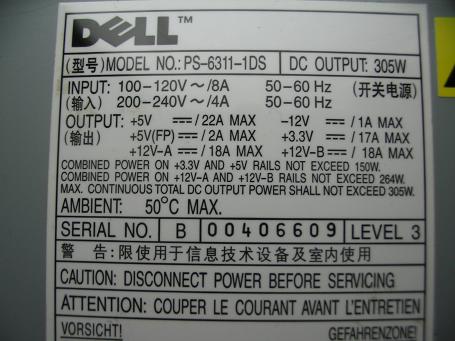 DELL™
(型号) MODEL NO.: PS-6311-1DS DC OUTPUT: 305W
INPUT: 100-120V～/8A 50-60 Hz (开关电源)
(输入) 200-240V～/4A 50-60 Hz
OUTPUT: +5V ⎓/22A MAX -12V ⎓/1A MAX
(输出) +5V(FP) ⎓/2A MAX +3.3V ⎓/17A MAX
+12V-A ⎓/18A MAX +12V-B ⎓/18A MAX
COMBINED POWER ON +3.3V AND +5V RAILS NOT EXCEED 150W.
COMBINED POWER ON +12V-A AND +12V-B RAILS NOT EXCEED 264W.
MAX. CONTINUOUS TOTAL DC OUTPUT POWER SHALL NOT EXCEED 305W.
AMBIENT: 50°C MAX.
SERIAL NO. B 00406609 LEVEL 3
警告: 限使用于信息技术设备及室内使用
CAUTION: DISCONNECT POWER BEFORE SERVICING
ATTENTION: COUPER LE COURANT AVANT L'ENTRETIEN
VORSICHT! GEFAHRENZONE!